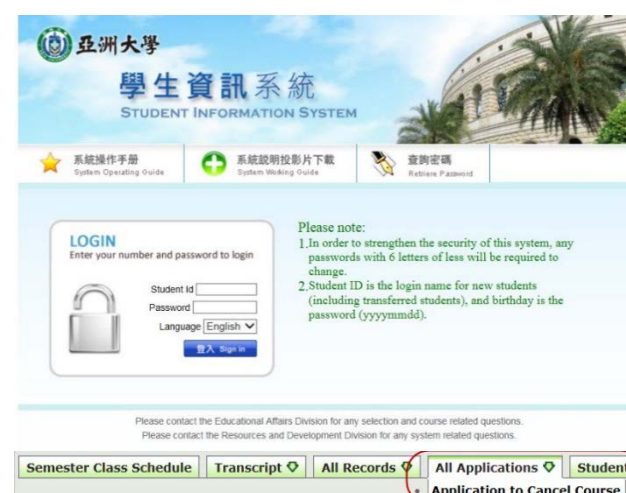 亞洲大學
學生資訊系統
STUDENT INFORMATION SYSTEM
系統操作手册
System Operating Guide
系統說明投影片下載
System Working Guide
查詢密碼
Retriere Password
LOGIN
Enter your number and password to login
Student Id
Password
Language English
登入 Sign in
Please note:
1.In order to strengthen the security of this system, any
passwords with 6 letters of less will be required to
change.
2.Student ID is the login name for new students
(including transferred students), and birthday is the
password (yyyymmdd).
Please contact the Educational Affairs Division for any selection and course related questions.
Please contact the Resources and Development Division for any system related questions.
Semester Class Schedule Transcript All Records All Applications Student
Application to Cancel Course